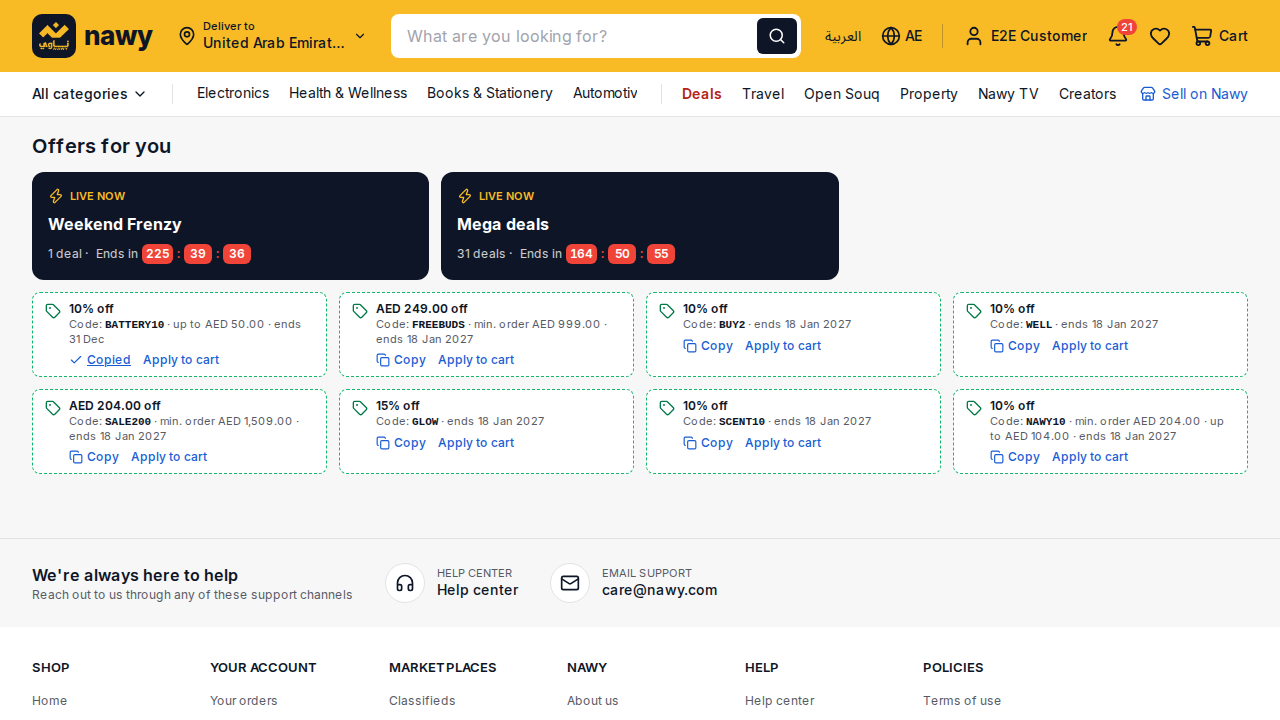 نــاوي
NAWY
nawy
Deliver to
United Arab Emirat...
What are you looking for?
العربية
AE
E2E Customer
21
Cart
All categories
Electronics
Health & Wellness
Books & Stationery
Automotiv
Deals
Travel
Open Souq
Property
Nawy TV
Creators
Sell on Nawy
Offers for you
LIVE NOW
Weekend Frenzy
1 deal · Ends in 225 : 39 : 36
LIVE NOW
Mega deals
31 deals · Ends in 164 : 50 : 55
10% off
Code: BATTERY10 · up to AED 50.00 · ends
31 Dec
Copied Apply to cart
AED 249.00 off
Code: FREEBUDS · min. order AED 999.00 ·
ends 18 Jan 2027
Copy Apply to cart
10% off
Code: BUY2 · ends 18 Jan 2027
Copy Apply to cart
10% off
Code: WELL · ends 18 Jan 2027
Copy Apply to cart
AED 204.00 off
Code: SALE200 · min. order AED 1,509.00 ·
ends 18 Jan 2027
Copy Apply to cart
15% off
Code: GLOW · ends 18 Jan 2027
Copy Apply to cart
10% off
Code: SCENT10 · ends 18 Jan 2027
Copy Apply to cart
10% off
Code: NAWY10 · min. order AED 204.00 · up
to AED 104.00 · ends 18 Jan 2027
Copy Apply to cart
We're always here to help
Reach out to us through any of these support channels
HELP CENTER
Help center
EMAIL SUPPORT
care@nawy.com
SHOP
YOUR ACCOUNT
MARKETPLACES
NAWY
HELP
POLICIES
Home
Your orders
Classifieds
About us
Help center
Terms of use